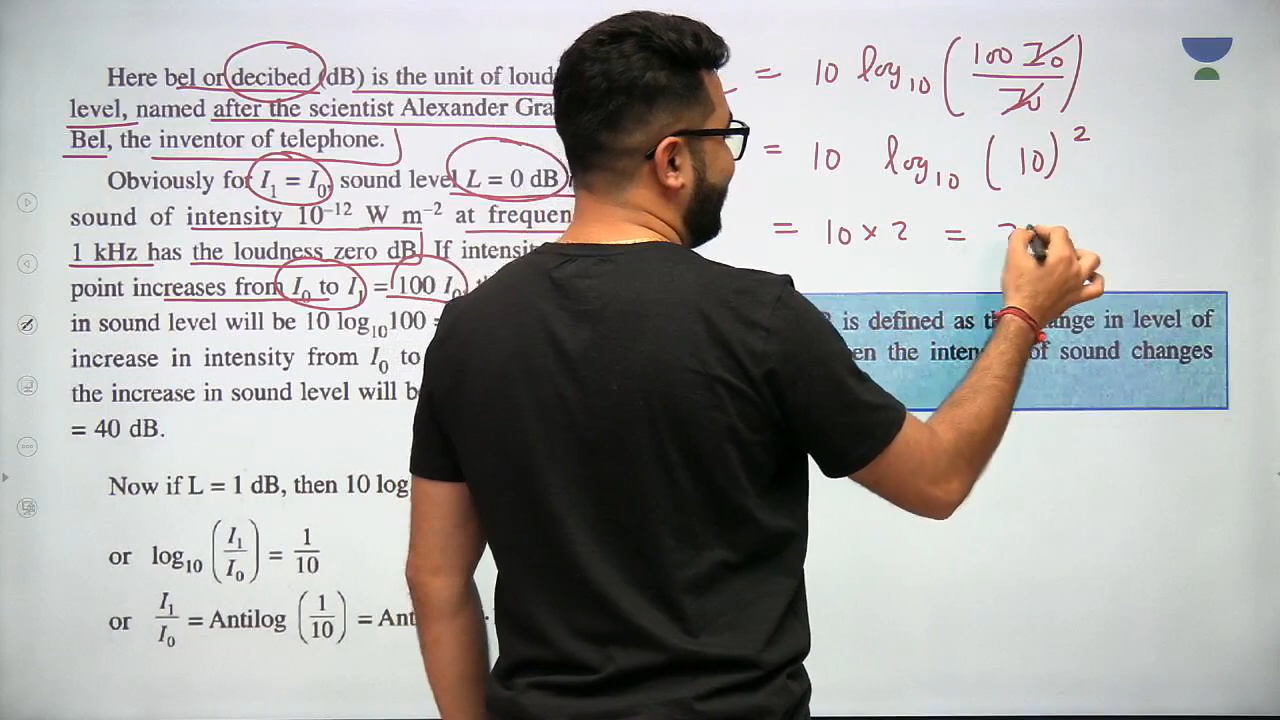 Here bel or decibed (dB) is the unit of loud
level, named after the scientist Alexander Gra
Bel, the inventor of telephone.
Obviously for I₁ = I₀, sound level L = 0 dB
sound of intensity 10⁻¹² W m⁻² at frequen
1 kHz has the loudness zero dB. If intensit
point increases from I₀ to I₁ = 100 I₀,
in sound level will be 10 log₁₀100 =
increase in intensity from I₀ to
the increase in sound level will b
= 40 dB.
Now if L = 1 dB, then 10 log
or log₁₀ (I₁/I₀) = 1/10
or I₁/I₀ = Antilog (1/10) = Ant
= 10 log₁₀ (100 I₀/I₀)
= 10 log₁₀ (10)²
= 10 × 2 =
is defined as the change in level of
en the inten of sound changes